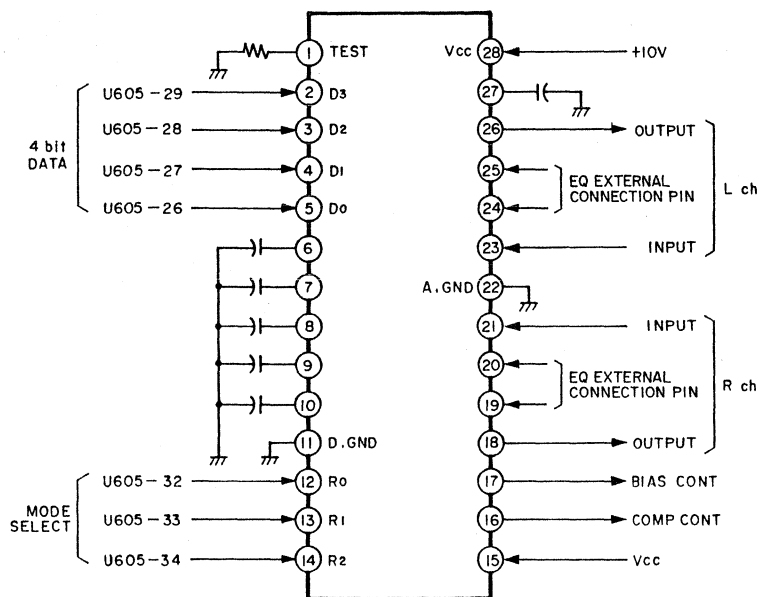 1 TEST
U605-29 2 D3
U605-28 3 D2
4 bit
DATA
U605-27 4 D1
U605-26 5 D0
6
7
8
9
10
11 D.GND
U605-32 12 R0
MODE
SELECT
U605-33 13 R1
U605-34 14 R2
Vcc 28 +10V
27
26 OUTPUT
25
EQ EXTERNAL
CONNECTION PIN
24
L ch
23 INPUT
A.GND 22
21 INPUT
20
EQ EXTERNAL
CONNECTION PIN
19
R ch
18 OUTPUT
17 BIAS CONT
16 COMP CONT
15 Vcc